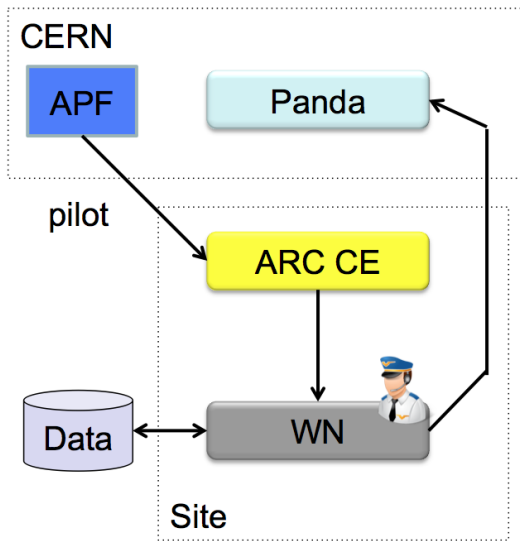 CERN
APF
Panda
pilot
ARC CE
Data
WN
Site